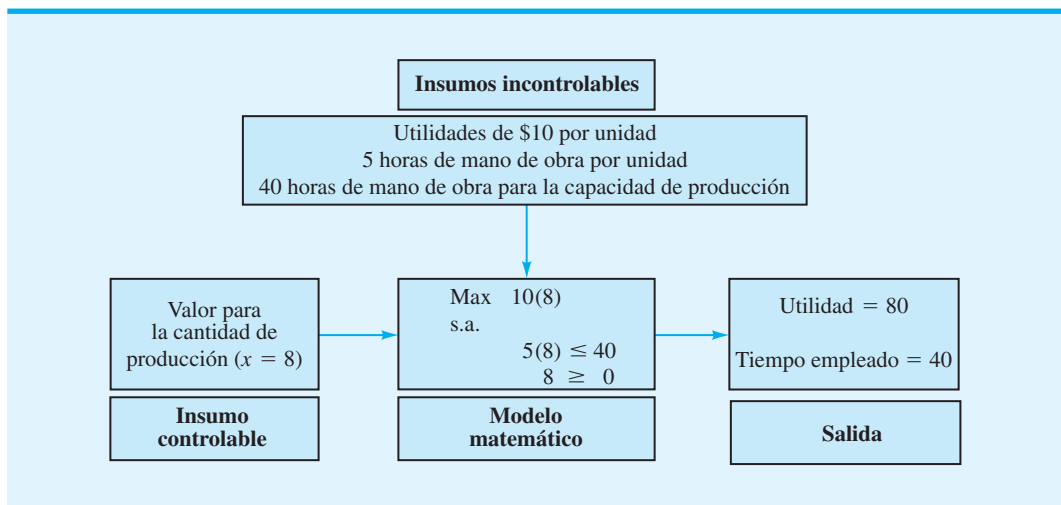 Insumos incontrolables
Utilidades de $10 por unidad
5 horas de mano de obra por unidad
40 horas de mano de obra para la capacidad de producción
Valor para
la cantidad de
producción (x = 8)
Insumo
controlable
Max 10(8)
s.a.
5(8) ≤ 40
8 ≥ 0
Modelo
matemático
Utilidad = 80
Tiempo empleado = 40
Salida